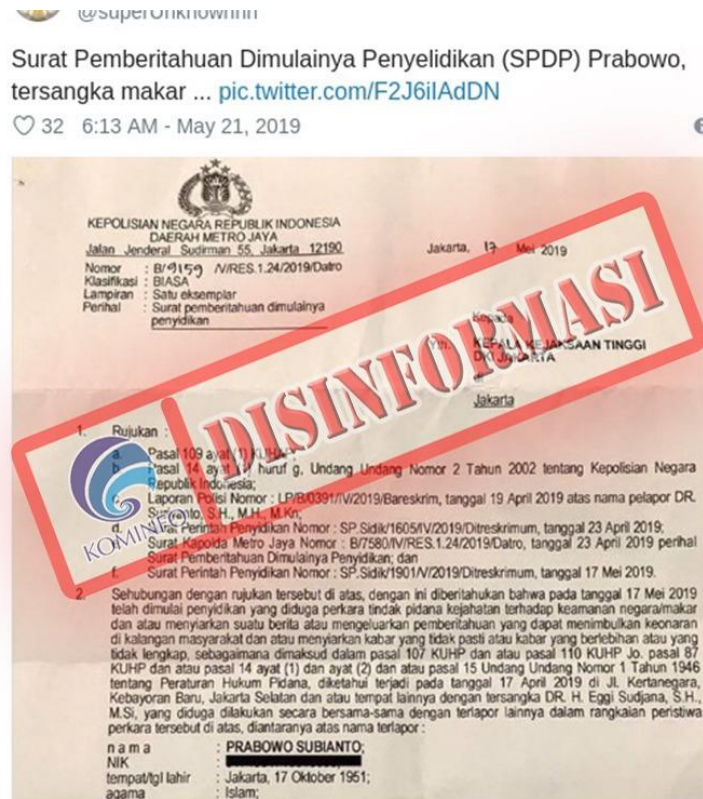 @superUnknownnn
Surat Pemberitahuan Dimulainya Penyelidikan (SPDP) Prabowo,
tersangka makar ... pic.twitter.com/F2J6iIAdDN
32 6:13 AM - May 21, 2019
KEPOLISIAN NEGARA REPUBLIK INDONESIA
DAERAH METRO JAYA
Jalan Jenderal Sudirman 55, Jakarta 12190
Jakarta, 17 Mei 2019
Nomor : B/9159 /V/RES.1.24/2019/Datro
Klasifikasi : BIASA
Lampiran : Satu eksemplar
Perihal : Surat pemberitahuan dimulainya
penyidikan
Kepada
Yth. KEPALA KEJAKSAAN TINGGI
DKI JAKARTA
di
Jakarta
DISINFORMASI
KOMINFO
1. Rujukan :
a. Pasal 109 ayat (1) KUHAP;
b. Pasal 14 ayat (1) huruf g, Undang Undang Nomor 2 Tahun 2002 tentang Kepolisian Negara
Republik Indonesia;
c. Laporan Polisi Nomor : LP/B/0391/IV/2019/Bareskrim, tanggal 19 April 2019 atas nama pelapor DR.
S.H., M.H., M.Kn;
d. Surat Perintah Penyidikan Nomor : SP.Sidik/1605/IV/2019/Ditreskrimum, tanggal 23 April 2019;
Surat Kapolda Metro Jaya Nomor : B/7580/IV/RES.1.24/2019/Datro, tanggal 23 April 2019 perihal
Surat Pemberitahuan Dimulainya Penyidikan; dan
f. Surat Perintah Penyidikan Nomor : SP.Sidik/1901/V/2019/Ditreskrimum, tanggal 17 Mei 2019.
2. Sehubungan dengan rujukan tersebut di atas, dengan ini diberitahukan bahwa pada tanggal 17 Mei 2019
telah dimulai penyidikan yang diduga perkara tindak pidana kejahatan terhadap keamanan negara/makar
dan atau menyiarkan suatu berita atau mengeluarkan pemberitahuan yang dapat menimbulkan keonaran
di kalangan masyarakat dan atau menyiarkan kabar yang tidak pasti atau kabar yang berlebihan atau yang
tidak lengkap, sebagaimana dimaksud dalam pasal 107 KUHP dan atau pasal 110 KUHP Jo. pasal 87
KUHP dan atau pasal 14 ayat (1) dan ayat (2) dan atau pasal 15 Undang Undang Nomor 1 Tahun 1946
tentang Peraturan Hukum Pidana, diketahui terjadi pada tanggal 17 April 2019 di Jl. Kertanegara,
Kebayoran Baru, Jakarta Selatan dan atau tempat lainnya dengan tersangka DR. H. Eggi Sudjana, S.H.,
M.Si, yang diduga dilakukan secara bersama-sama dengan terlapor lainnya dalam rangkaian peristiwa
perkara tersebut di atas, diantaranya atas nama terlapor :
n a m a : PRABOWO SUBIANTO;
NIK :
tempat/tgl lahir : Jakarta, 17 Oktober 1951;
agama : Islam;